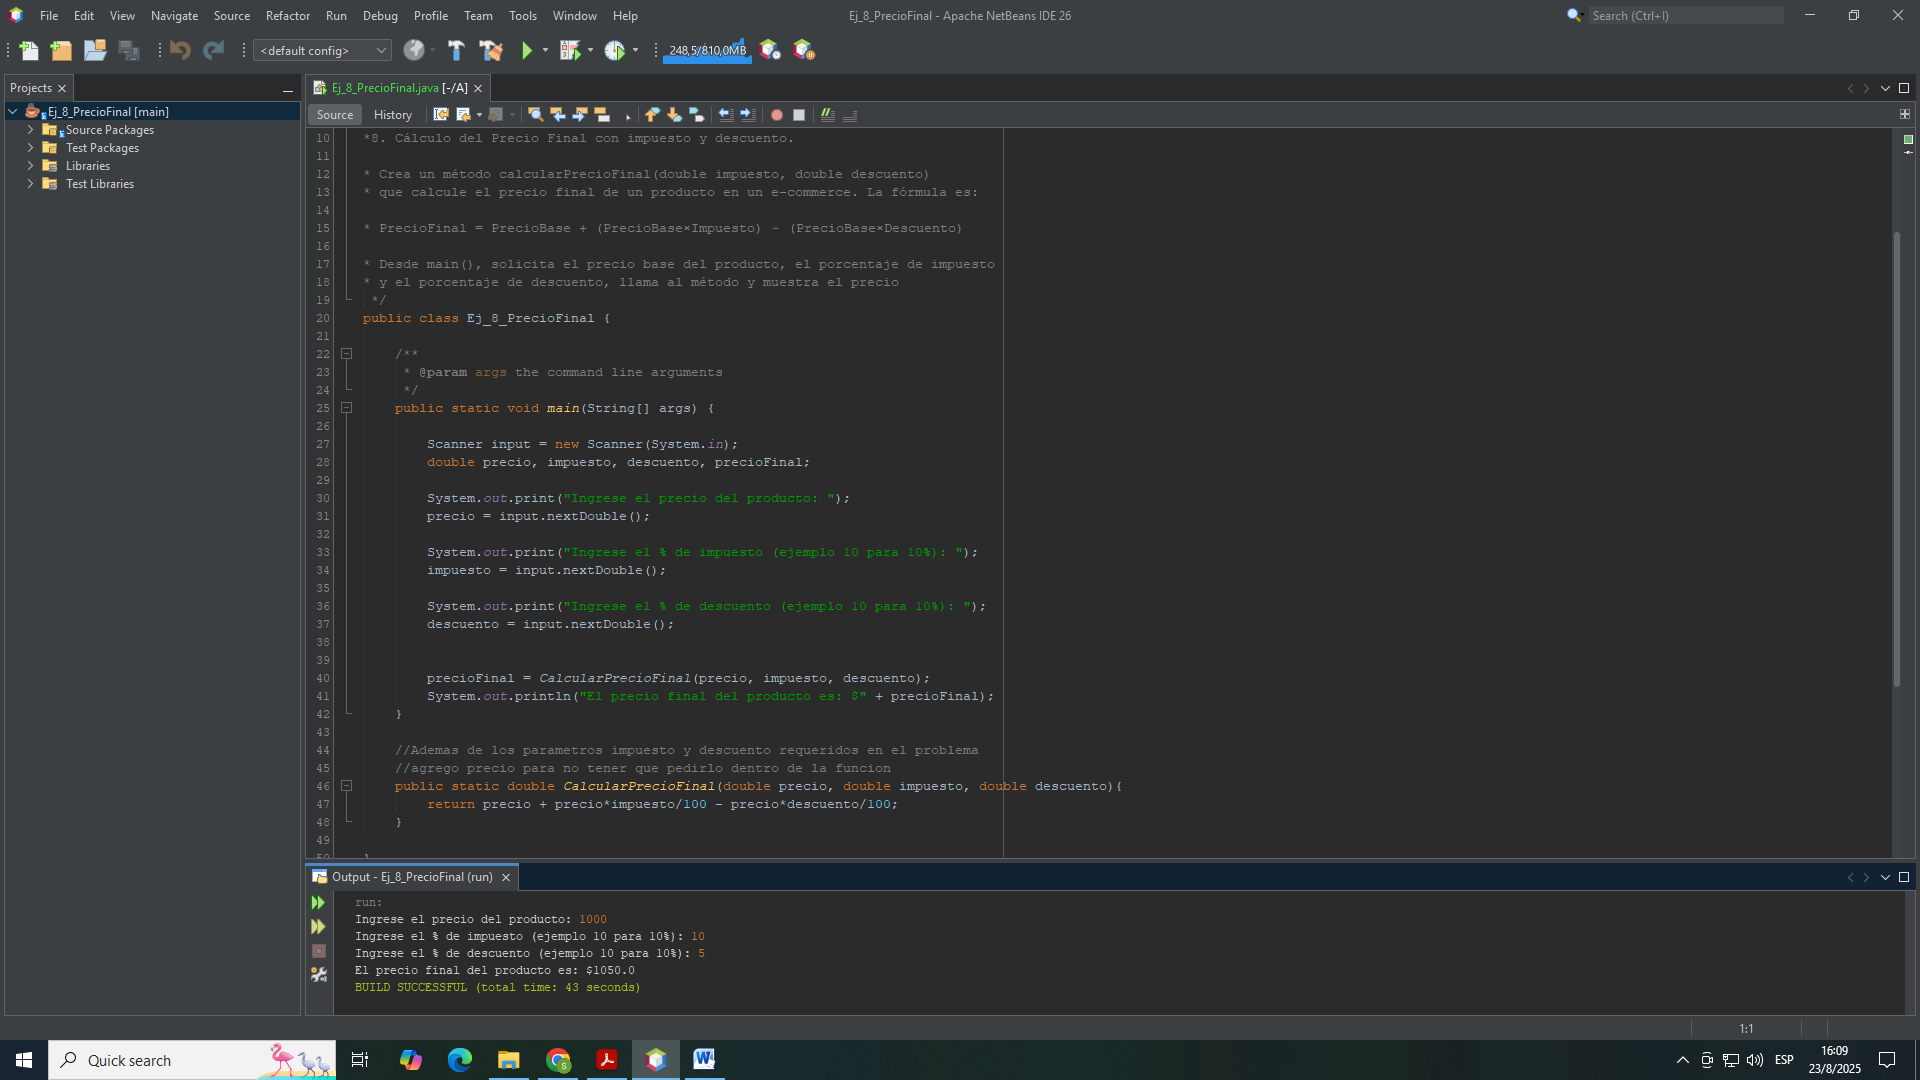 File Edit View Navigate Source Refactor Run Debug Profile Team Tools Window Help
Ej_8_PrecioFinal - Apache NetBeans IDE 26
Search (Ctrl+I)
<default config>
248,5/810,0MB
Projects
Ej_8_PrecioFinal [main]
Source Packages
Test Packages
Libraries
Test Libraries
Ej_8_PrecioFinal.java [-/A]
Source History
10 *8. Cálculo del Precio Final con impuesto y descuento.
11
12 * Crea un método calcularPrecioFinal(double impuesto, double descuento)
13 * que calcule el precio final de un producto en un e-commerce. La fórmula es:
14
15 * PrecioFinal = PrecioBase + (PrecioBase×Impuesto) − (PrecioBase×Descuento)
16
17 * Desde main(), solicita el precio base del producto, el porcentaje de impuesto
18 * y el porcentaje de descuento, llama al método y muestra el precio
19 */
20 public class Ej_8_PrecioFinal {
21
22 /**
23 * @param args the command line arguments
24 */
25 public static void main(String[] args) {
26
27 Scanner input = new Scanner(System.in);
28 double precio, impuesto, descuento, precioFinal;
29
30 System.out.print("Ingrese el precio del producto: ");
31 precio = input.nextDouble();
32
33 System.out.print("Ingrese el % de impuesto (ejemplo 10 para 10%): ");
34 impuesto = input.nextDouble();
35
36 System.out.print("Ingrese el % de descuento (ejemplo 10 para 10%): ");
37 descuento = input.nextDouble();
38
39
40 precioFinal = CalcularPrecioFinal(precio, impuesto, descuento);
41 System.out.println("El precio final del producto es: $" + precioFinal);
42 }
43
44 //Ademas de los parametros impuesto y descuento requeridos en el problema
45 //agrego precio para no tener que pedirlo dentro de la funcion
46 public static double CalcularPrecioFinal(double precio, double impuesto, double descuento){
47 return precio + precio*impuesto/100 - precio*descuento/100;
48 }
49
50 }
Output - Ej_8_PrecioFinal (run)
run:
Ingrese el precio del producto: 1000
Ingrese el % de impuesto (ejemplo 10 para 10%): 10
Ingrese el % de descuento (ejemplo 10 para 10%): 5
El precio final del producto es: $1050.0
BUILD SUCCESSFUL (total time: 43 seconds)
1:1
Quick search
ESP
16:09
23/8/2025